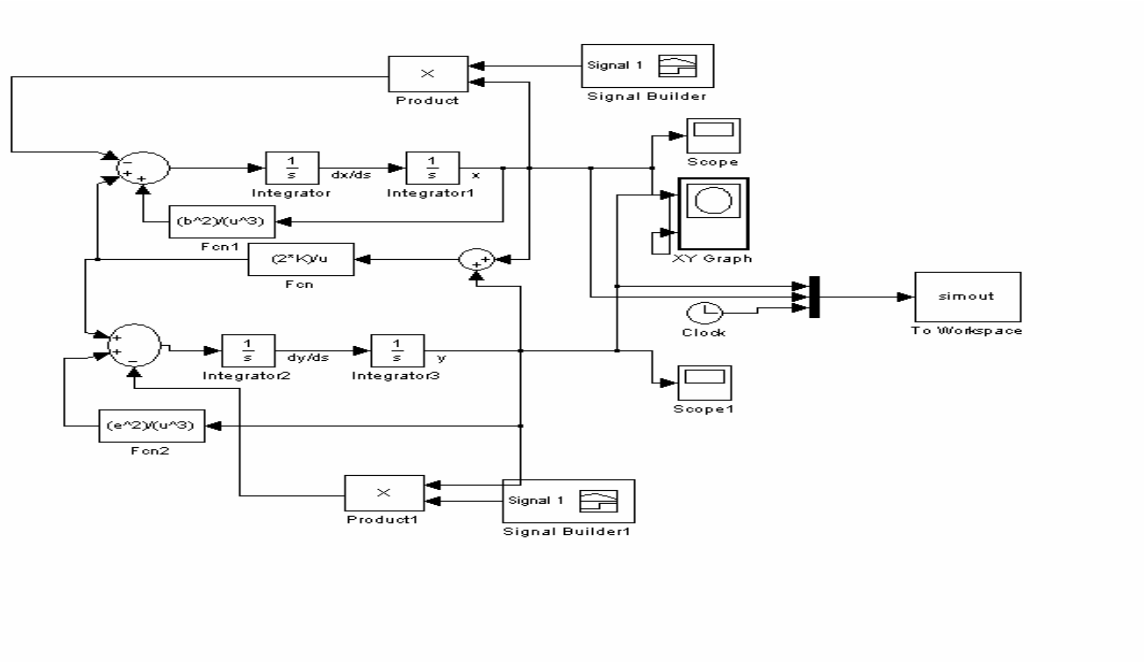 Signal 1
Signal Builder
×
Product
Scope
− + +
1/s
Integrator
dx/ds
1/s
Integrator1
x
(b^2)/(u^3)
Fcn1
(2*K)/u
Fcn
+ +
XY Graph
Clock
simout
To Workspace
+ + −
1/s
Integrator2
dy/ds
1/s
Integrator3
y
Scope1
(e^2)/(u^3)
Fcn2
×
Product1
Signal 1
Signal Builder1